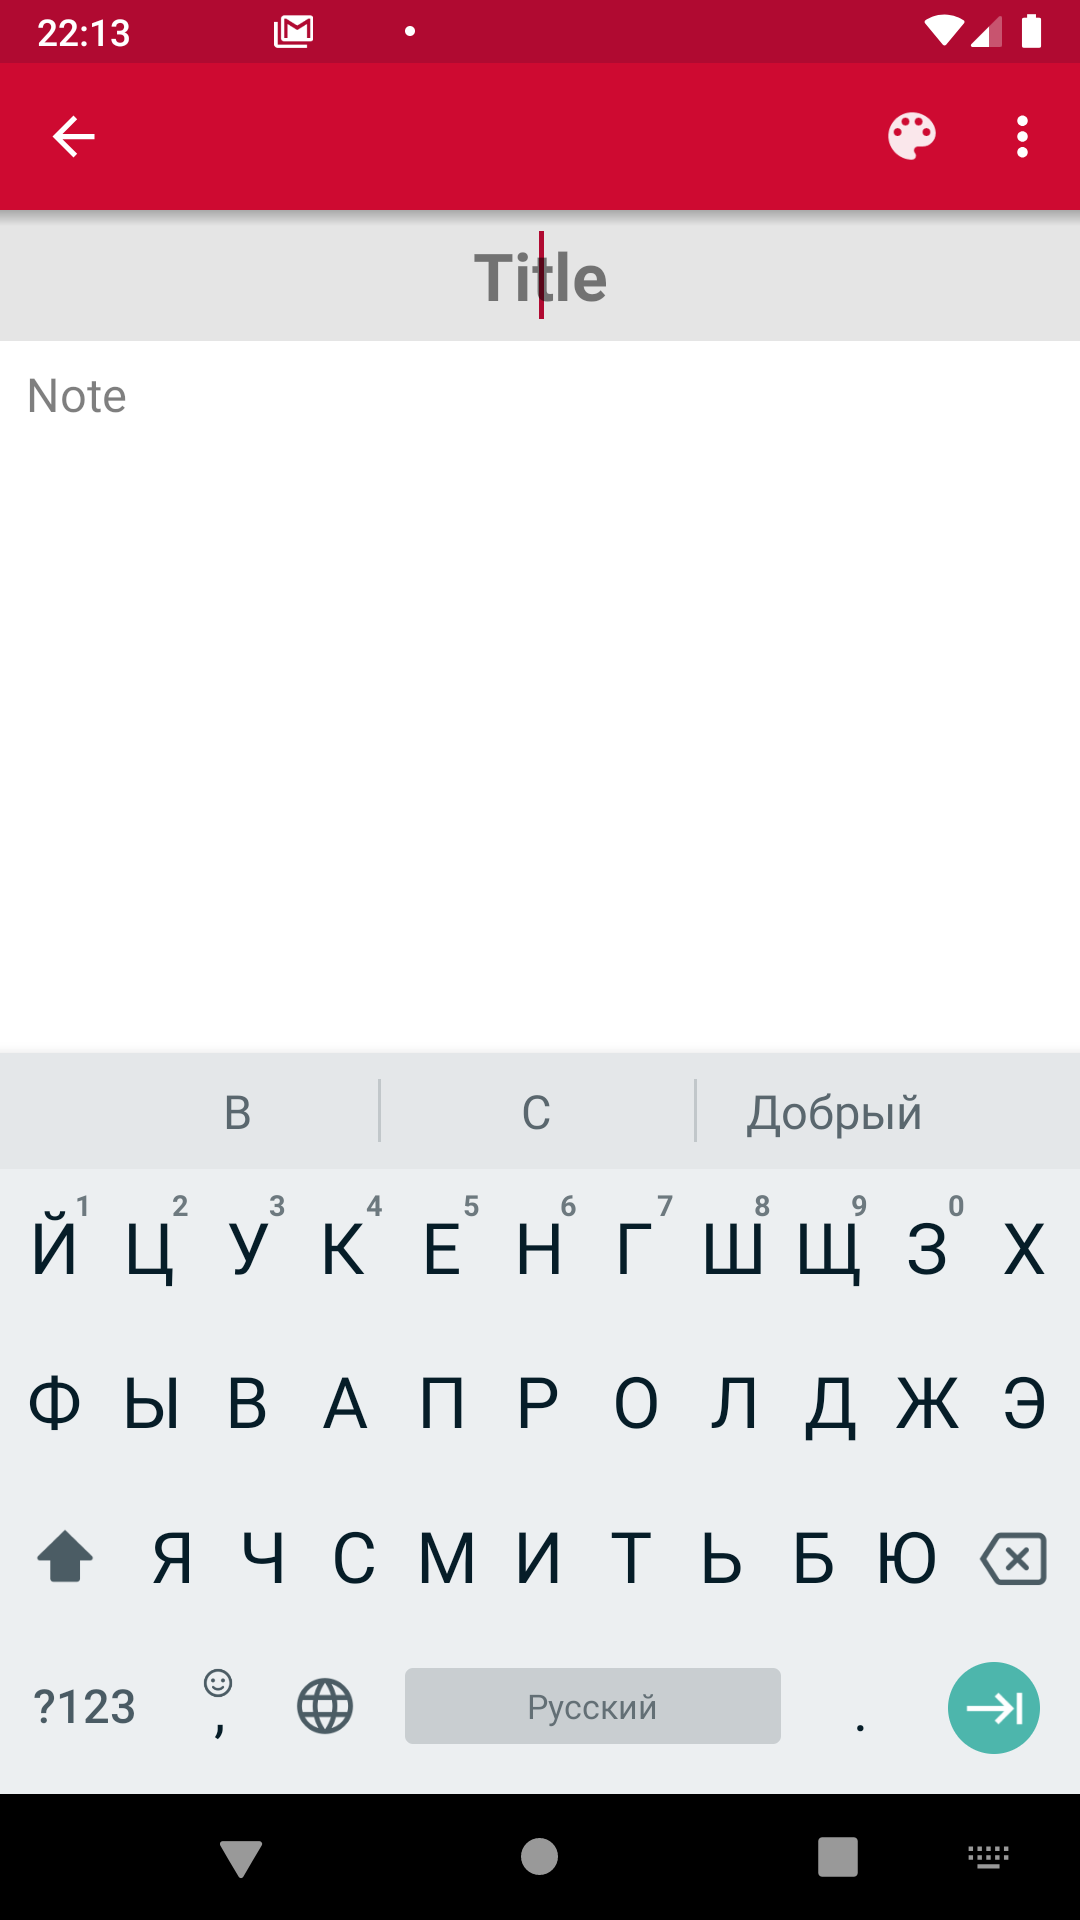 22:13
Title
Note
В С Добрый
1 2 3 4 5 6 7 8 9 0
Й Ц У К Е Н Г Ш Щ З Х
Ф Ы В А П Р О Л Д Ж Э
Я Ч С М И Т Ь Б Ю
?123 , Русский .